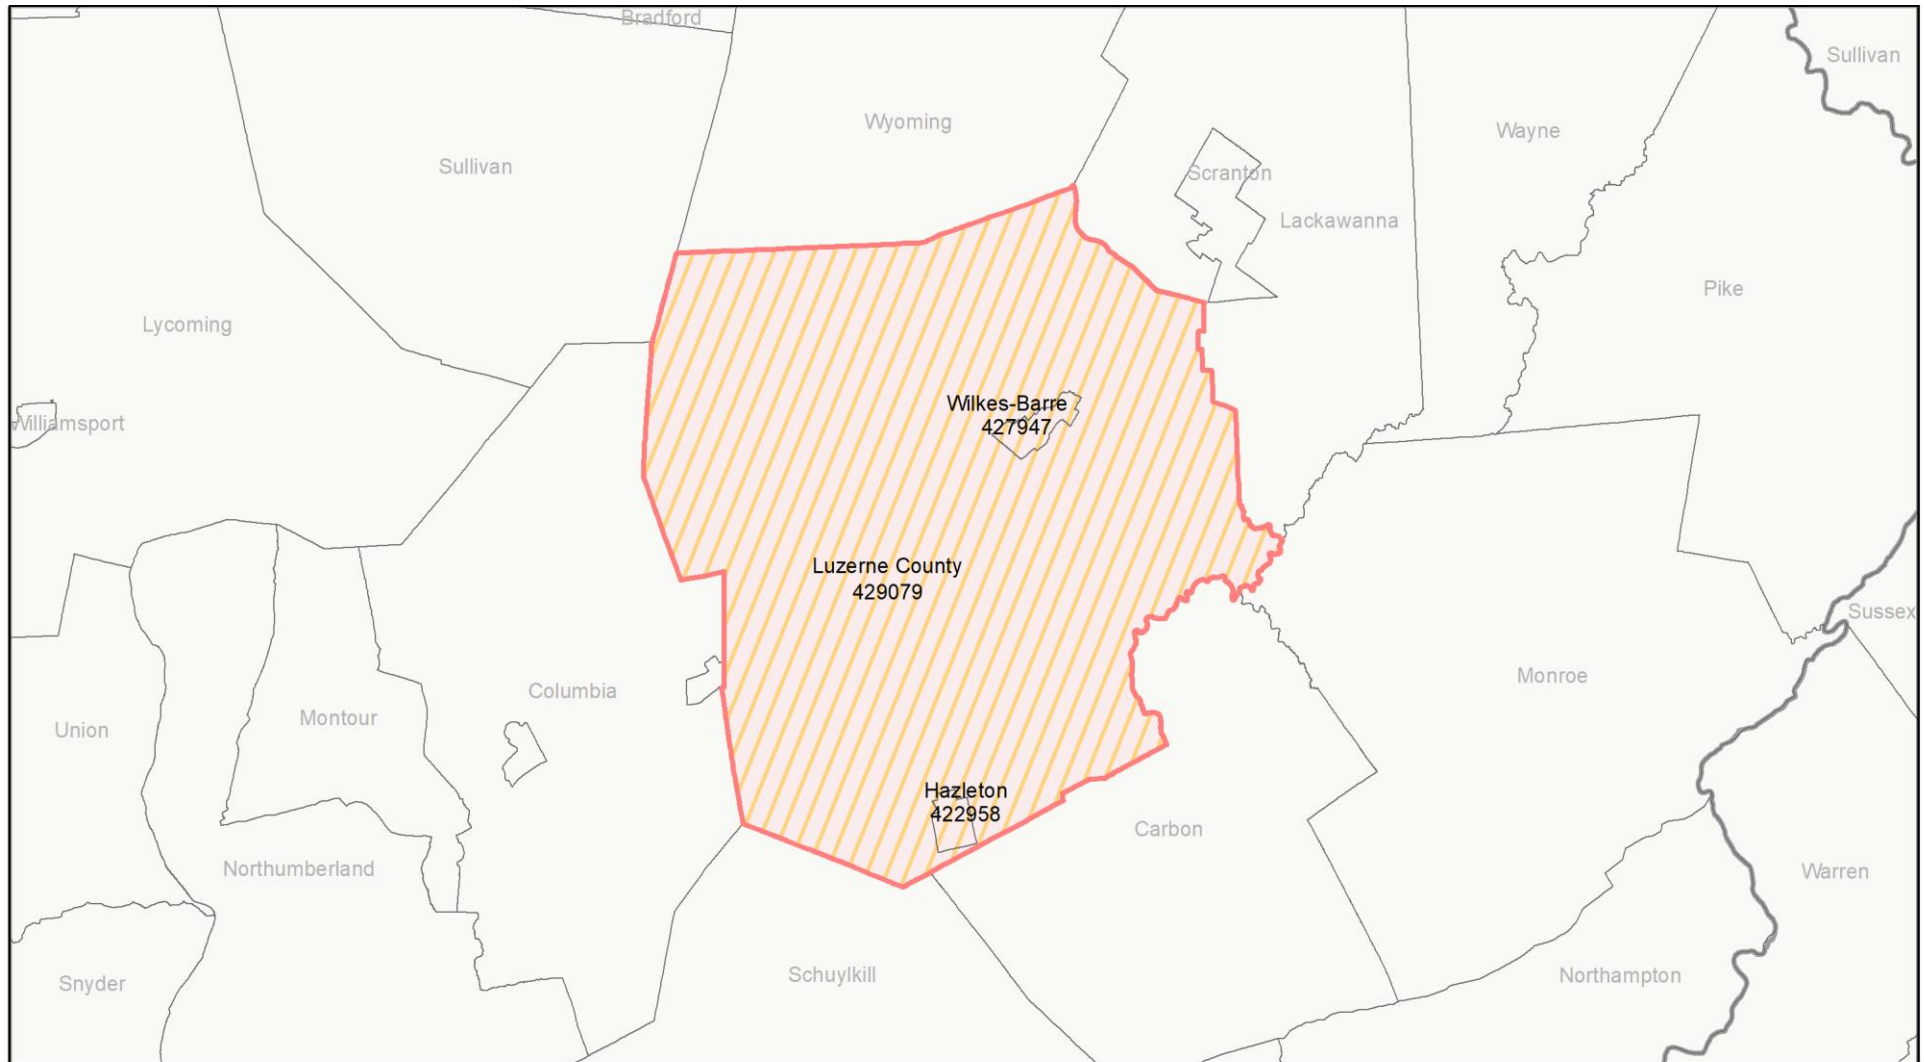 Bradford
Sullivan
Wyoming
Wayne
Sullivan
Scranton
Lackawanna
Pike
Lycoming
Wilkes-Barre
427947
Williamsport
Luzerne County
429079
Sussex
Monroe
Columbia
Montour
Union
Hazleton
422958
Carbon
Northumberland
Warren
Schuylkill
Northampton
Snyder